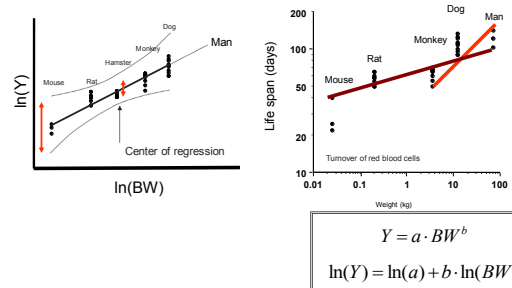 Dog
Monkey
Hamster
Rat
Mouse
Man
ln(Y)
Center of regression
ln(BW)
Dog
Man
Monkey
Rat
Mouse
Life span (days)
200
100
50
20
10
Turnover of red blood cells
0.01 0.1 1 10 100
Weight (kg)
Y = a · BW^b
ln(Y) = ln(a) + b · ln(BW